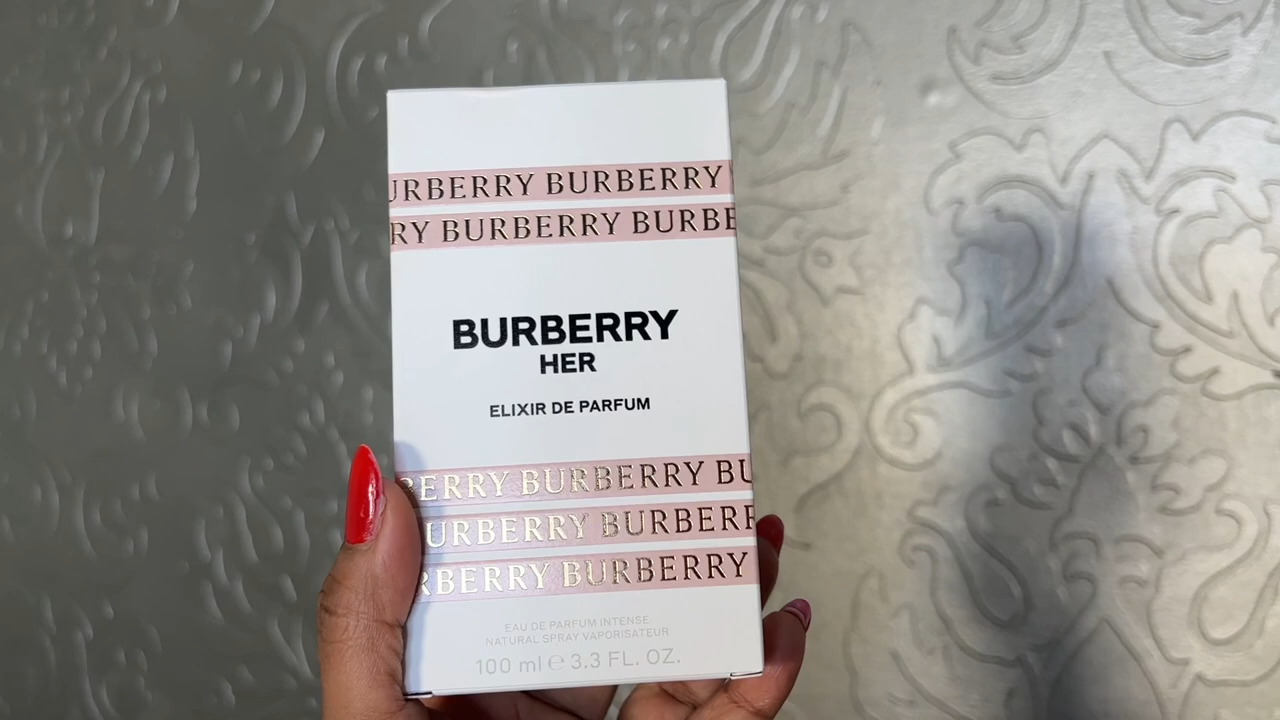 URBERRY BURBERRY
RY BURBERRY BURBE
BURBERRY
HER
ELIXIR DE PARFUM
BERRY BURBERRY BU
URBERRY BURBERR
RBERRY BURBERRY
EAU DE PARFUM INTENSE
NATURAL SPRAY VAPORISATEUR
100 ml ℮ 3.3 FL. OZ.